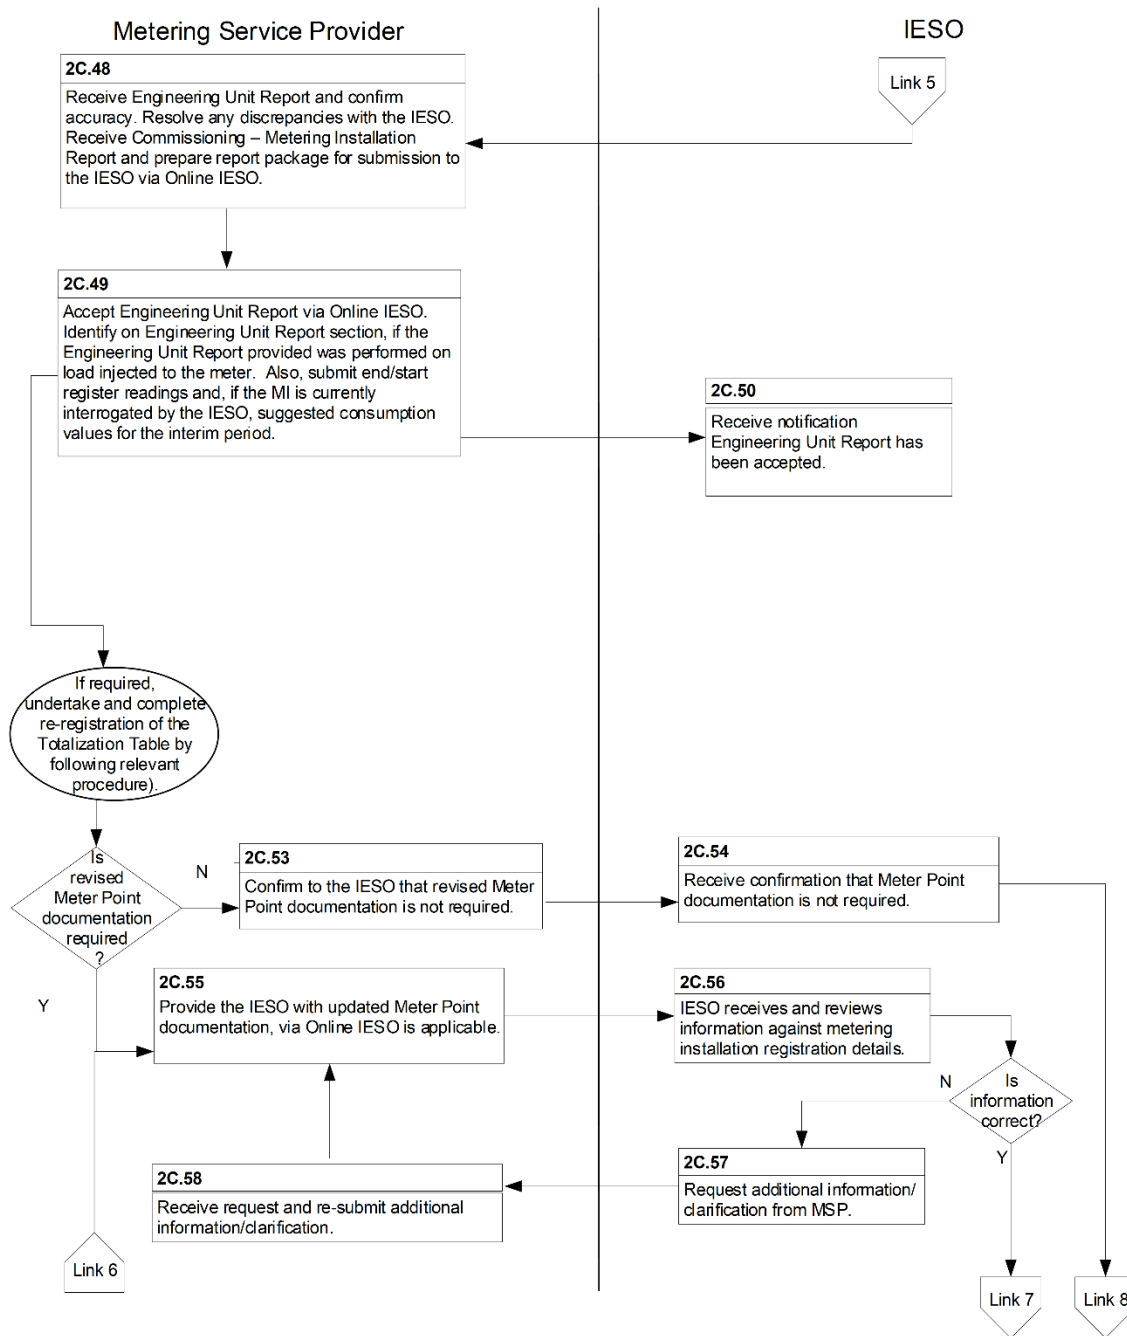 Metering Service Provider
IESO
2C.48
Receive Engineering Unit Report and confirm
accuracy. Resolve any discrepancies with the IESO.
Receive Commissioning – Metering Installation
Report and prepare report package for submission to
the IESO via Online IESO.
Link 5
2C.49
Accept Engineering Unit Report via Online IESO.
Identify on Engineering Unit Report section, if the
Engineering Unit Report provided was performed on
load injected to the meter.  Also, submit end/start
register readings and, if the MI is currently
interrogated by the IESO, suggested consumption
values for the interim period.
2C.50
Receive notification
Engineering Unit Report has
been accepted.
If required,
undertake and complete
re-registration of the
Totalization Table by
following relevant
procedure).
Is
revised
Meter Point
documentation
required
?
N
Y
2C.53
Confirm to the IESO that revised Meter
Point documentation is not required.
2C.54
Receive confirmation that Meter Point
documentation is not required.
2C.55
Provide the IESO with updated Meter Point
documentation, via Online IESO is applicable.
2C.56
IESO receives and reviews
information against metering
installation registration details.
Is
information
correct?
N
Y
2C.57
Request additional information/
clarification from MSP.
2C.58
Receive request and re-submit additional
information/clarification.
Link 6
Link 7
Link 8